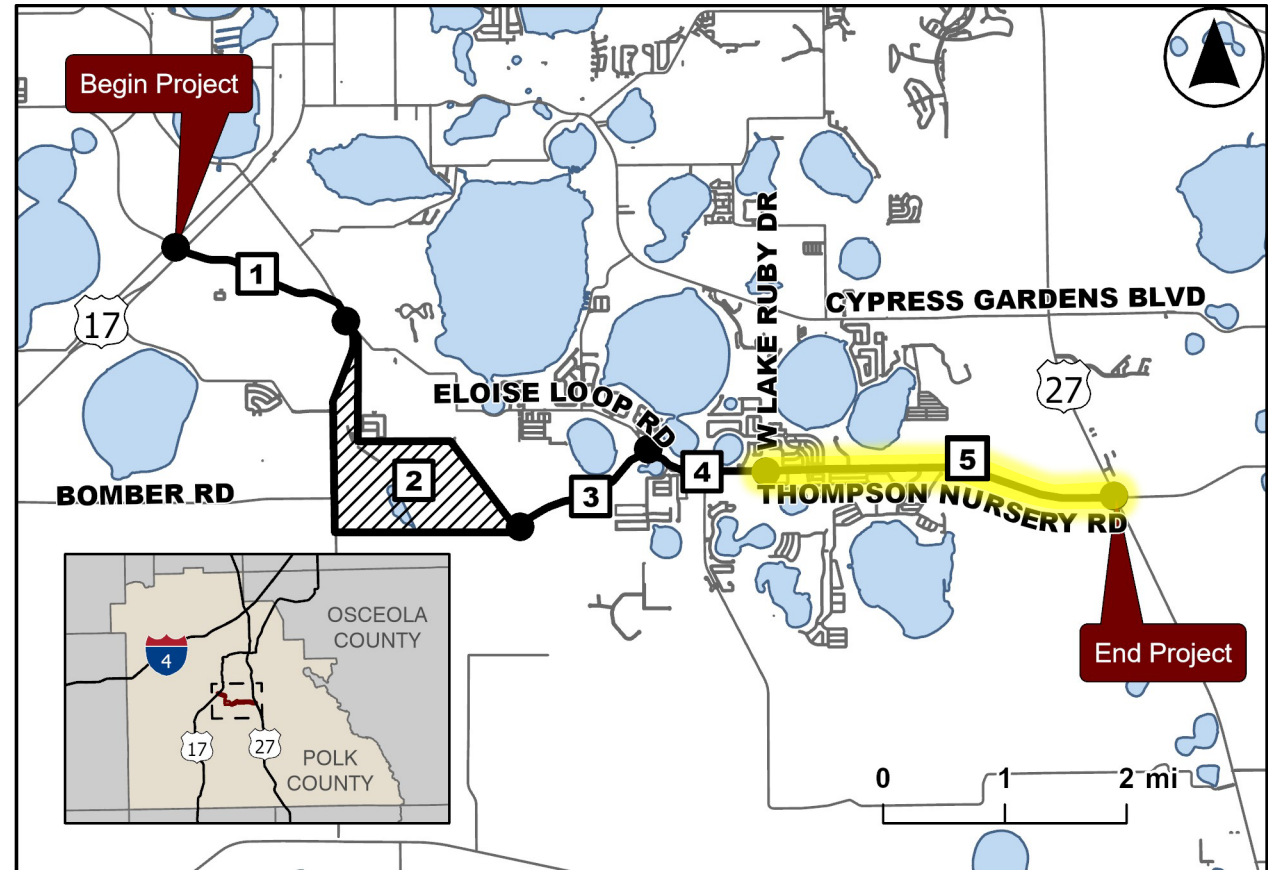 Begin Project
1
17
W LAKE RUBY DR
CYPRESS GARDENS BLVD
27
ELOISE LOOP RD
5
4
2
3
BOMBER RD
THOMPSON NURSERY RD
End Project
OSCEOLA
COUNTY
4
17
27
POLK
COUNTY
0 1 2 mi